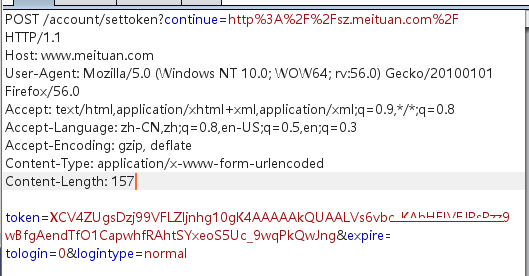 POST /account/settoken?continue=http%3A%2F%2Fsz.meituan.com%2F
HTTP/1.1
Host: www.meituan.com
User-Agent: Mozilla/5.0 (Windows NT 10.0; WOW64; rv:56.0) Gecko/20100101
Firefox/56.0
Accept: text/html,application/xhtml+xml,application/xml;q=0.9,*/*;q=0.8
Accept-Language: zh-CN,zh;q=0.8,en-US;q=0.5,en;q=0.3
Accept-Encoding: gzip, deflate
Content-Type: application/x-www-form-urlencoded
Content-Length: 157
token=XCV4ZUgsDzj99VFLZljnhg10gK4AAAAAkQUAALVs6vbc
wBfgAendTfO1CapwhfRAhtSYxeoS5Uc_9wqPkQwJng&expire=
tologin=0&logintype=normal